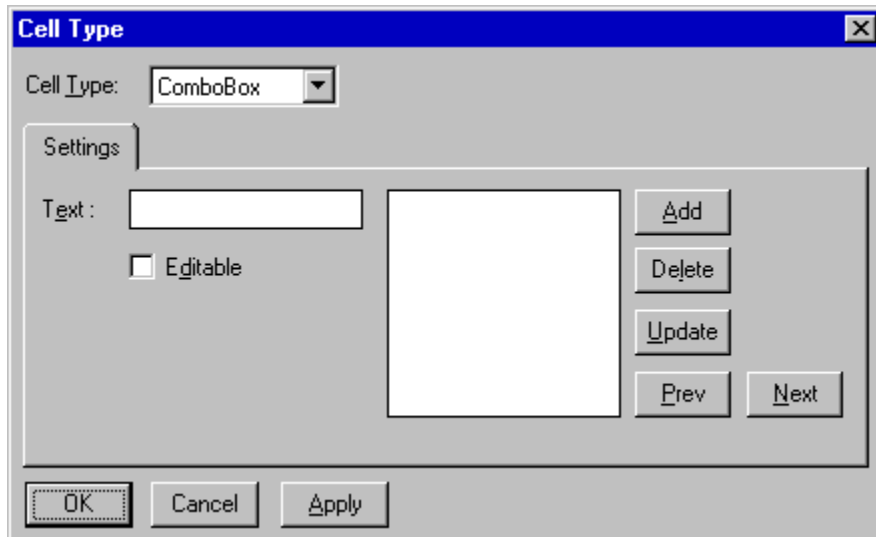 Cell Type
Cell Type: ComboBox
Settings
Text : Add
Editable Delete
Update
Prev Next
OK Cancel Apply